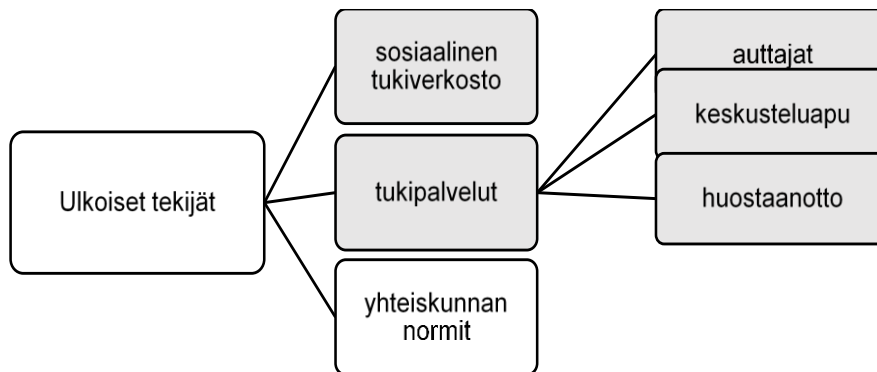 Ulkoiset tekijät
sosiaalinen
tukiverkosto
tukipalvelut
yhteiskunnan
normit
auttajat
keskusteluapu
huostaanotto